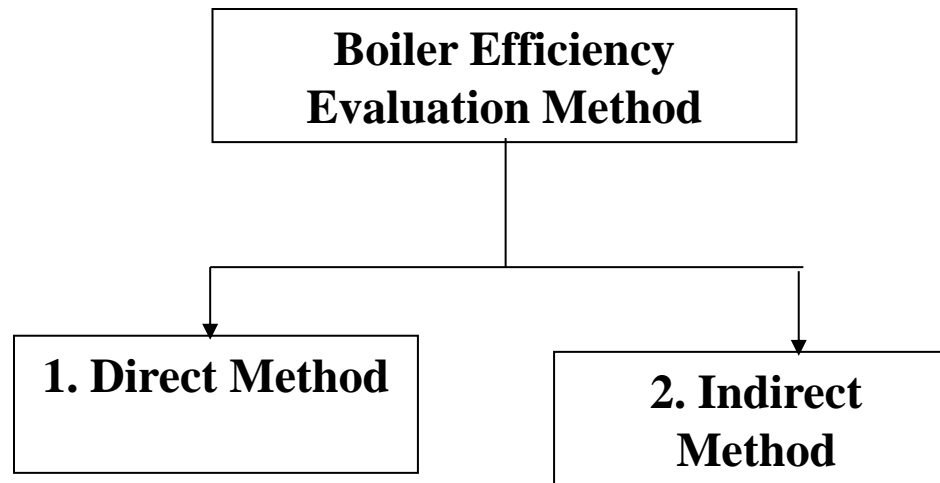 Boiler Efficiency
Evaluation Method
1. Direct Method
2. Indirect
Method